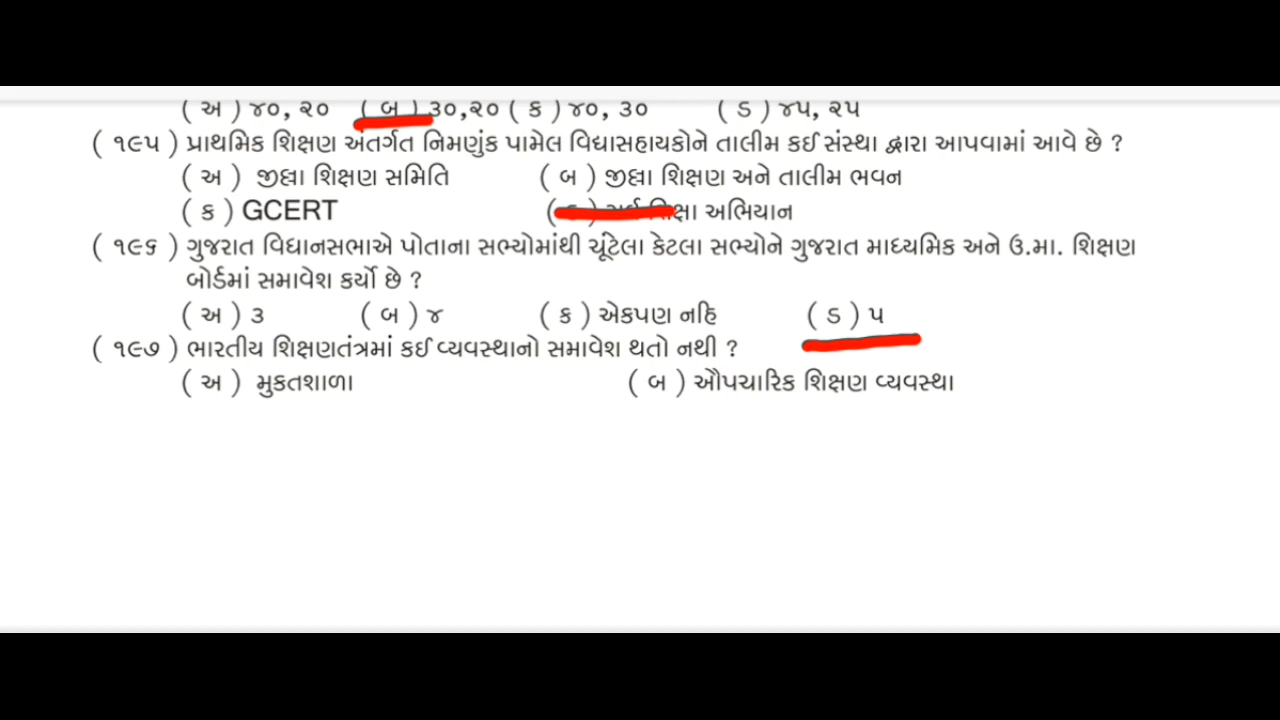 ( અ ) ૪૦, ૨૦ ( બ ) ૩૦,૨૦ ( ક ) ૪૦, ૩૦ ( ડ ) ૪૫, ૨૫
( ૧૯૫ ) પ્રાથમિક શિક્ષણ અંતર્ગત નિમણુંક પામેલ વિદ્યાસહાયકોને તાલીમ કઈ સંસ્થા દ્વારા આપવામાં આવે છે ?
( અ ) જીલ્લા શિક્ષણ સમિતિ ( બ ) જીલ્લા શિક્ષણ અને તાલીમ ભવન
( ક ) GCERT ( અભિયાન
( ૧૯૬ ) ગુજરાત વિધાનસભાએ પોતાના સભ્યોમાંથી ચૂંટેલા કેટલા સભ્યોને ગુજરાત માધ્યમિક અને ઉ.મા. શિક્ષણ
બોર્ડમાં સમાવેશ કર્યો છે ?
( અ ) ૩ ( બ ) ૪ ( ક ) એકપણ નહિ ( ડ ) ૫
( ૧૯૭ ) ભારતીય શિક્ષણતંત્રમાં કઈ વ્યવસ્થાનો સમાવેશ થતો નથી ?
( અ ) મુકતશાળા ( બ ) ઔપચારિક શિક્ષણ વ્યવસ્થા